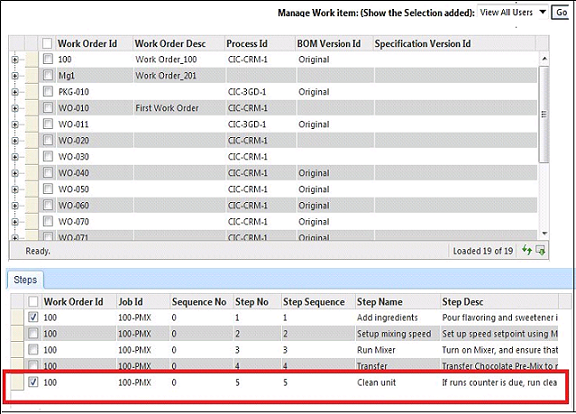 Manage Work item: (Show the Selection added): View All Users Go
Work Order Id Work Order Desc Process Id BOM Version Id Specification Version Id
100 Work Order_100 CIC-CRM-1 Original
Mg1 Work Order_201
PKG-010 CIC-3GD-1 Original
WO-010 First Work Order CIC-CRM-1
WO-011 CIC-3GD-1 Original
WO-020 CIC-CRM-1
WO-030 CIC-CRM-1
WO-040 CIC-CRM-1 Original
WO-050 CIC-CRM-1 Original
WO-060 CIC-CRM-1 Original
WO-070 CIC-CRM-1 Original
WO-071 CIC-CRM-1 Original
Ready. Loaded 19 of 19
Steps
Work Order Id Job Id Sequence No Step No Step Sequence Step Name Step Desc
100 100-PMX 0 1 1 Add ingredients Pour flavoring and sweetener i
100 100-PMX 0 2 2 Setup mixing speed Set up speed setpoint using M
100 100-PMX 0 3 3 Run Mixer Turn on Mixer, and ensure that
100 100-PMX 0 4 4 Transfer Transfer Chocolate Pre-Mix to r
100 100-PMX 0 5 5 Clean unit If runs counter is due, run clea